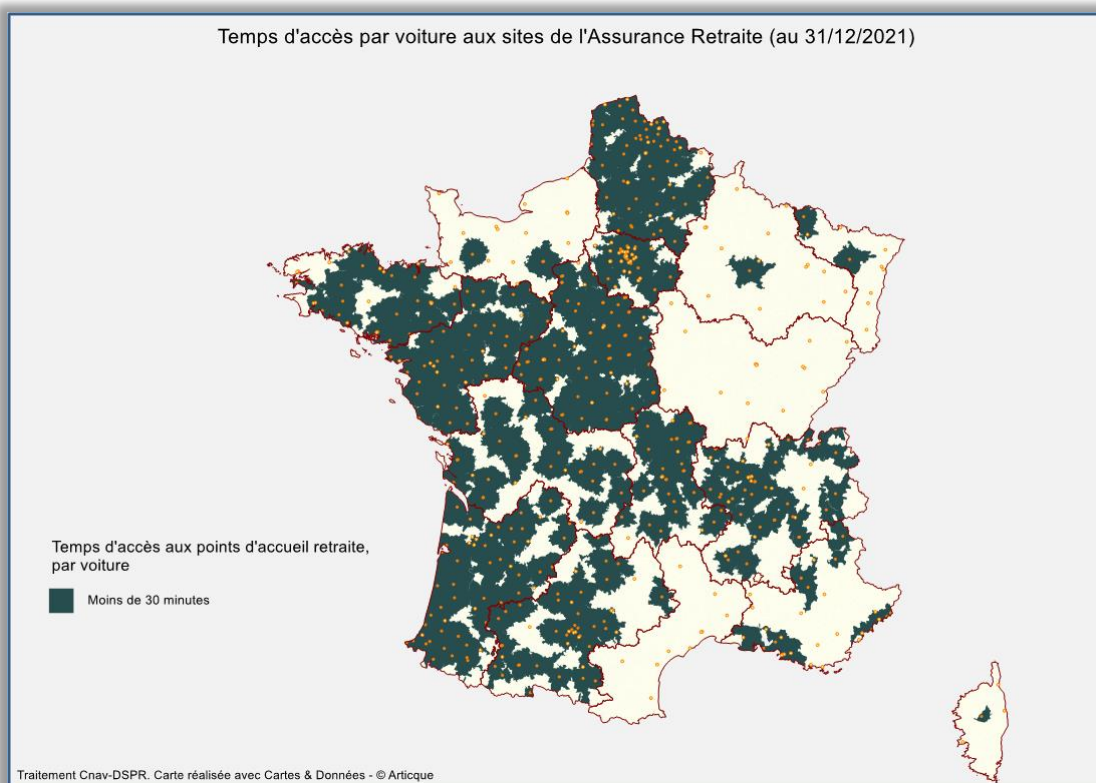 Temps d'accès par voiture aux sites de l'Assurance Retraite (au 31/12/2021)
Temps d'accès aux points d'accueil retraite,
par voiture
Moins de 30 minutes
Traitement Cnav-DSPR. Carte réalisée avec Cartes & Données - © Articque